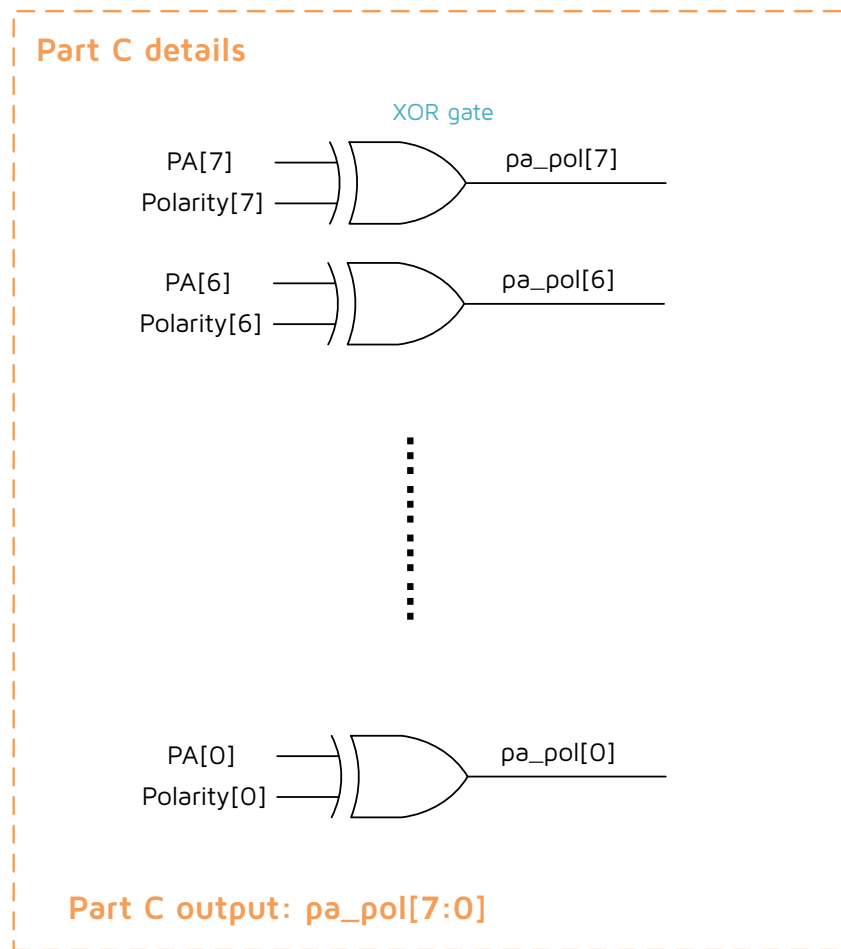 Part C details
XOR gate
PA[7]
pa_pol[7]
Polarity[7]
PA[6]
pa_pol[6]
Polarity[6]
PA[0]
pa_pol[0]
Polarity[0]
Part C output: pa_pol[7:0]